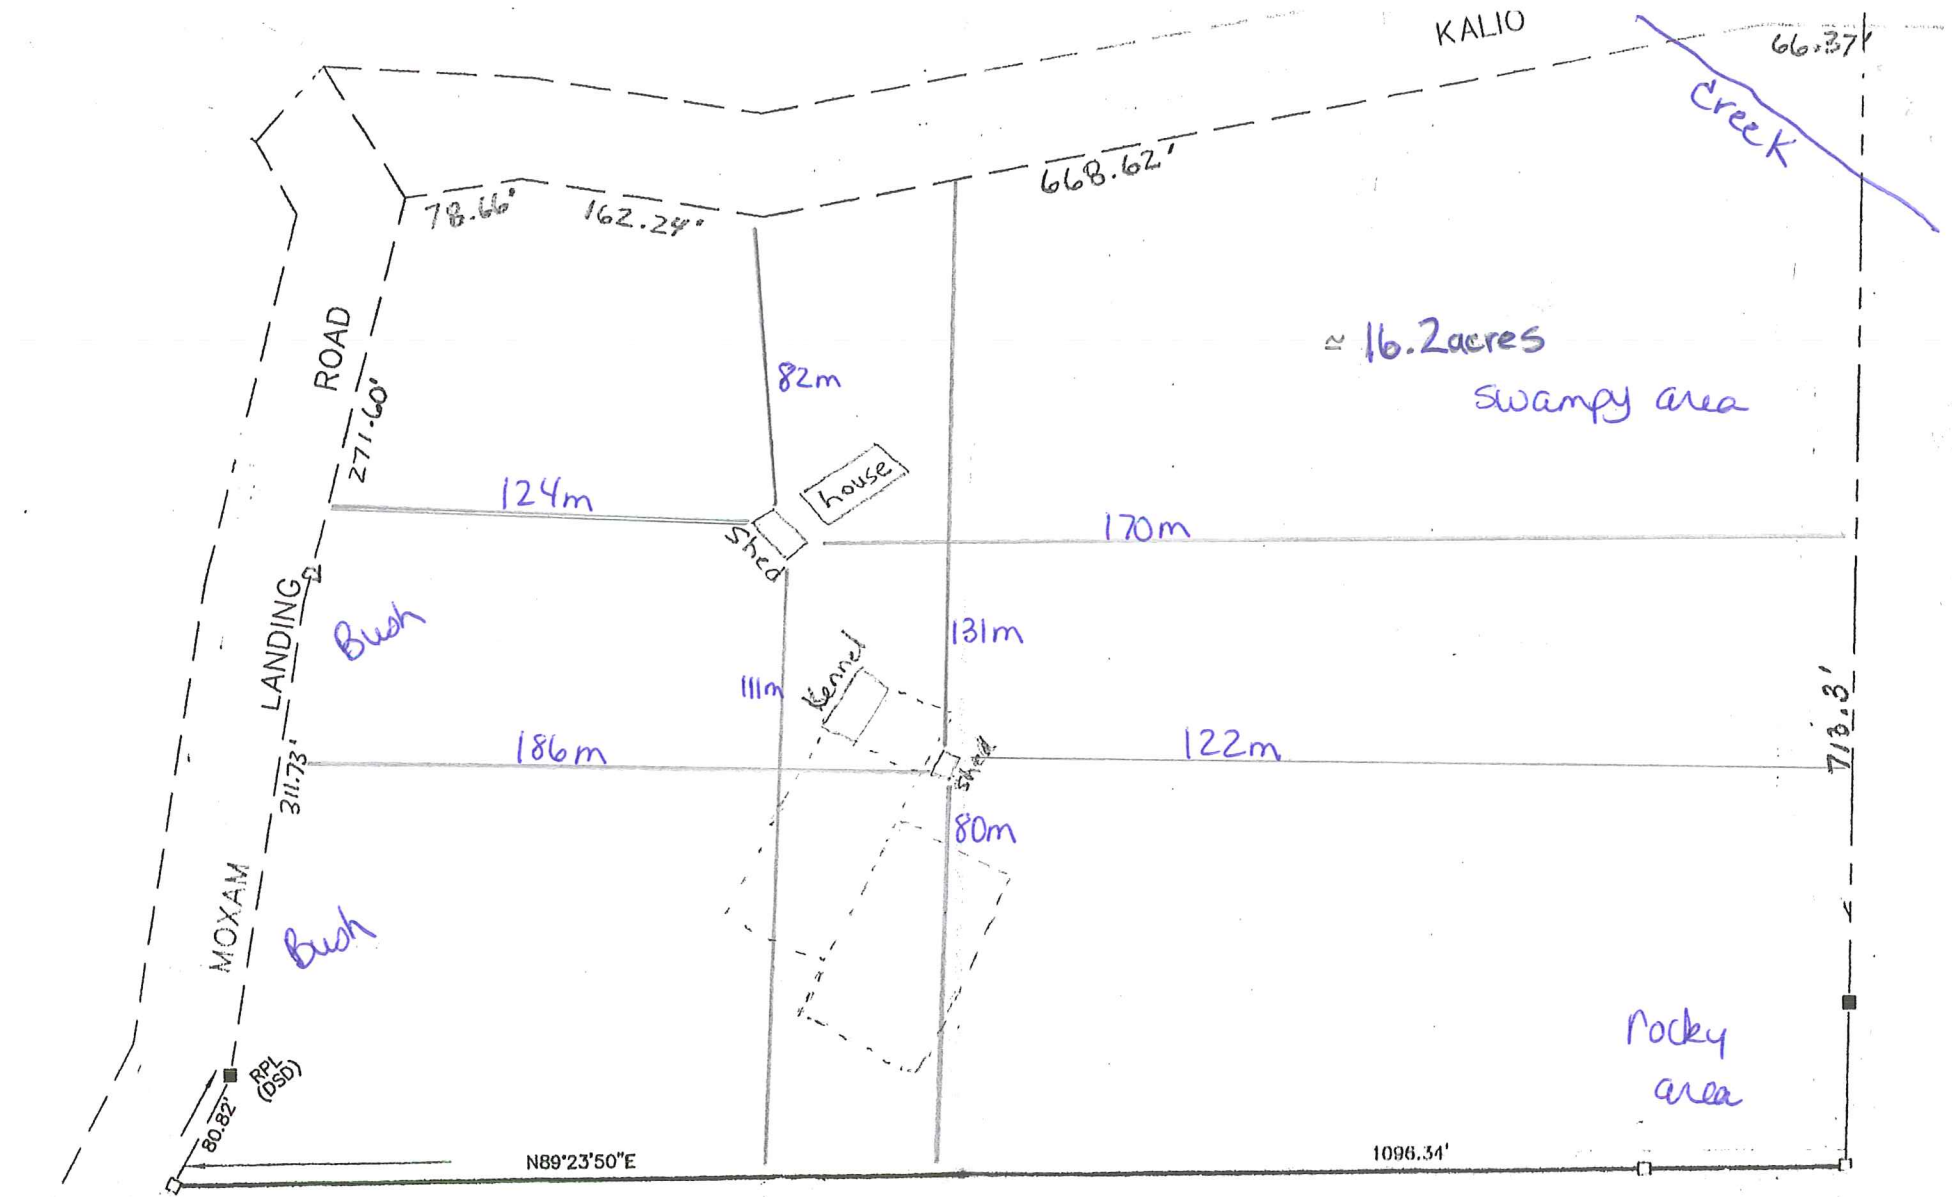 KALIO
66.37'
Creek
668.62'
78.66'
162.24'
ROAD
271.60'
82m
≈ 16.2acres
swampy area
house
124m
Shed
170m
LANDING
Bush
131m
Kennel
111m
311.73'
186m
Shed
122m
713.3'
80m
MOXAM
Bush
rocky
area
RPL
(DSD)
80.82'
N89°23'50"E
1096.34'